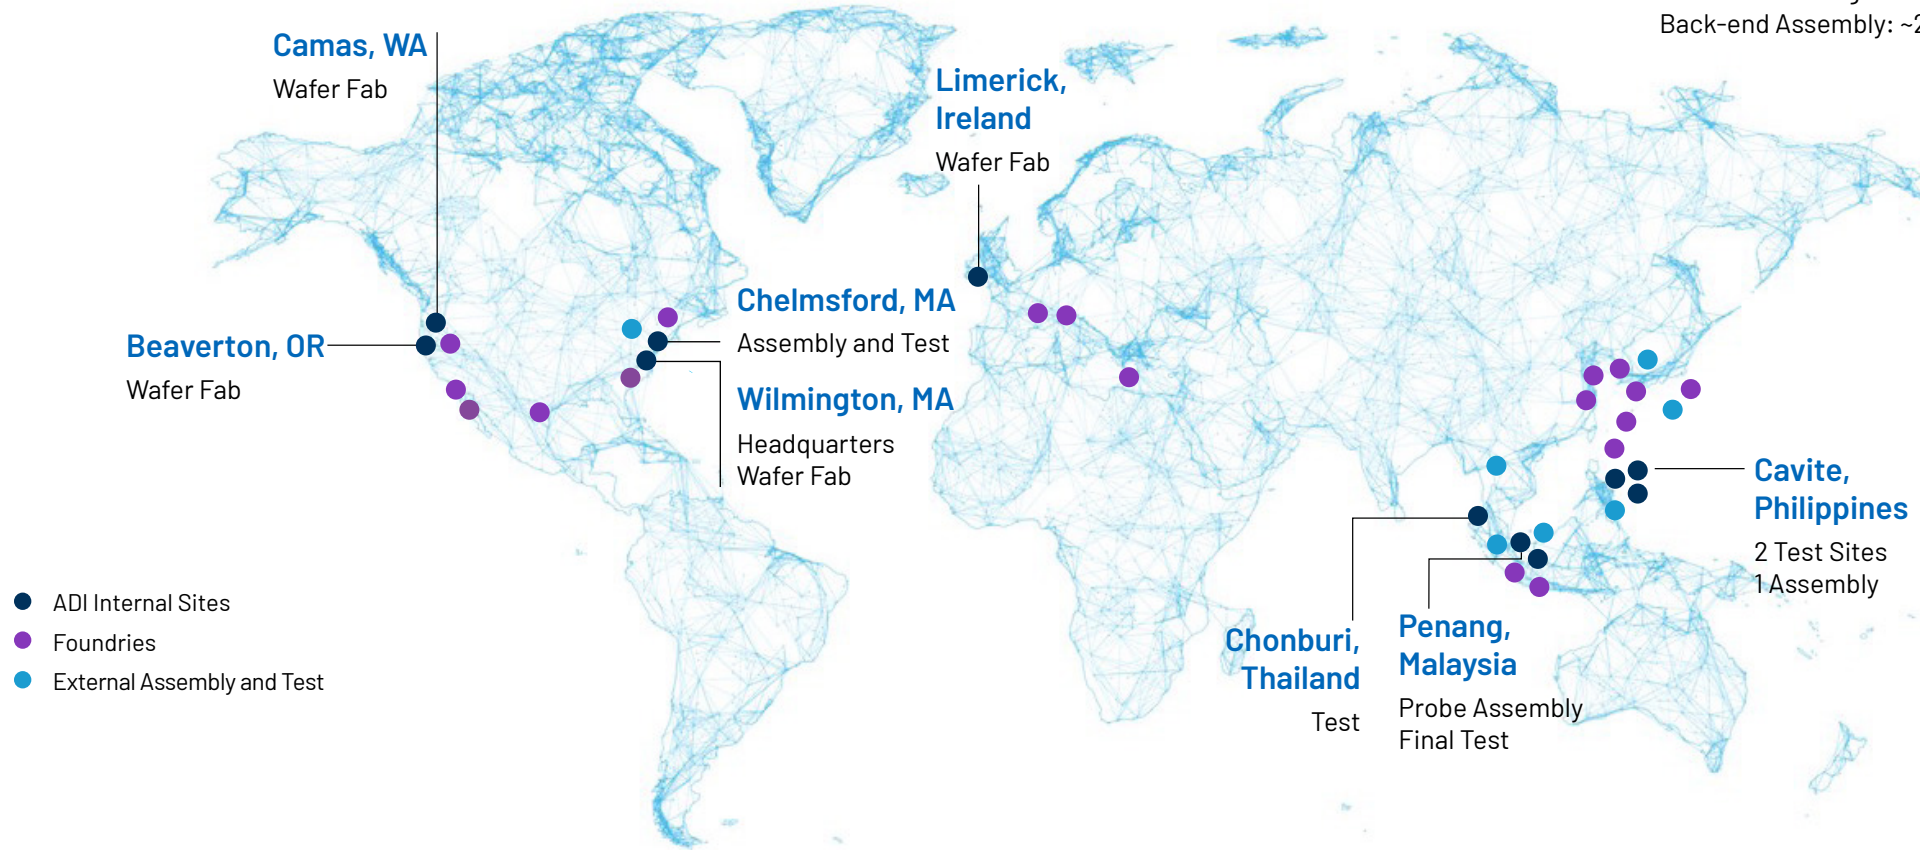 Back-end Assembly: ~2
Camas, WA
Wafer Fab
Limerick,
Ireland
Wafer Fab
Beaverton, OR
Wafer Fab
Chelmsford, MA
Assembly and Test
Wilmington, MA
Headquarters
Wafer Fab
Cavite,
Philippines
2 Test Sites
1 Assembly
Chonburi,
Thailand
Test
Penang,
Malaysia
Probe Assembly
Final Test
ADI Internal Sites
Foundries
External Assembly and Test